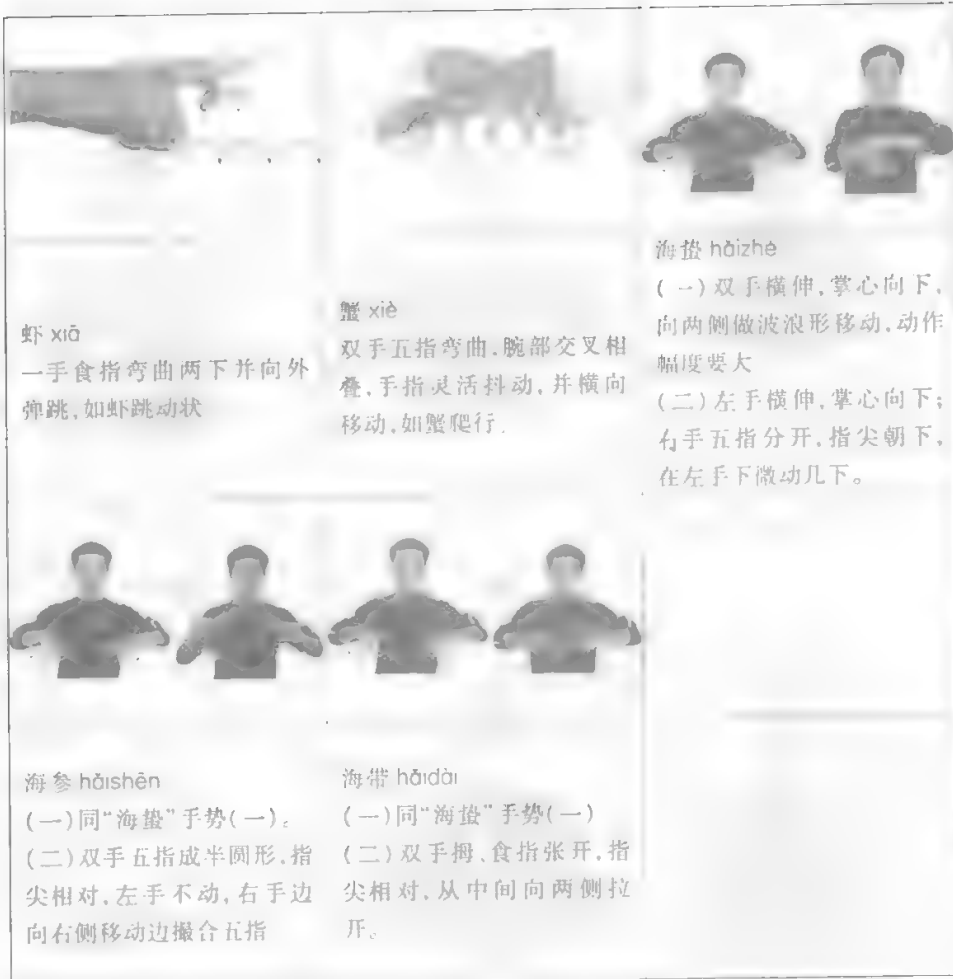 虾 xiā
一手食指弯曲两下并向外
弹跳,如虾跳动状
蟹 xiè
双手五指弯曲,腕部交叉相
叠,手指灵活抖动,并横向
移动,如蟹爬行.
海蜇 hǎizhé
(一)双手横伸,掌心向下,
向两侧做波浪形移动,动作
幅度要大
(二)左手横伸,掌心向下;
右手五指分开,指尖朝下,
在左手下微动几下。
海参 hǎishēn
(一)同“海蜇”手势(一)。
(二)双手五指成半圆形,指
尖相对,左手不动,右手边
向右侧移动边撮合五指
海带 hǎidài
(一)同“海蜇”手势(一)
(二)双手拇、食指张开,指
尖相对,从中间向两侧拉
开。